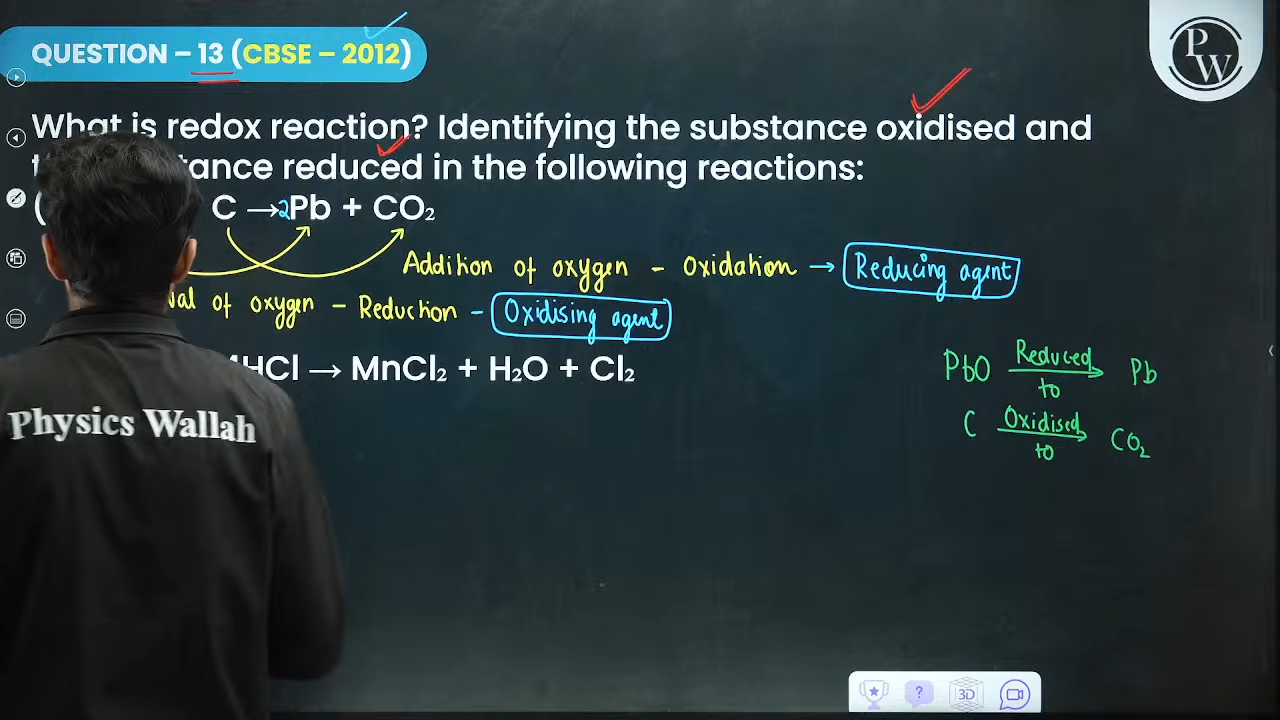 QUESTION – 13 (CBSE – 2012)
PW
What is redox reaction? Identifying the substance oxidised and
reduced in the following reactions:
( C → 2Pb + CO₂
Addition of oxygen - Oxidation → Reducing agent
of oxygen - Reduction - Oxidising agent
HCl → MnCl₂ + H₂O + Cl₂
PbO Reduced to → Pb
C Oxidised to → CO₂
Physics Wallah
3D